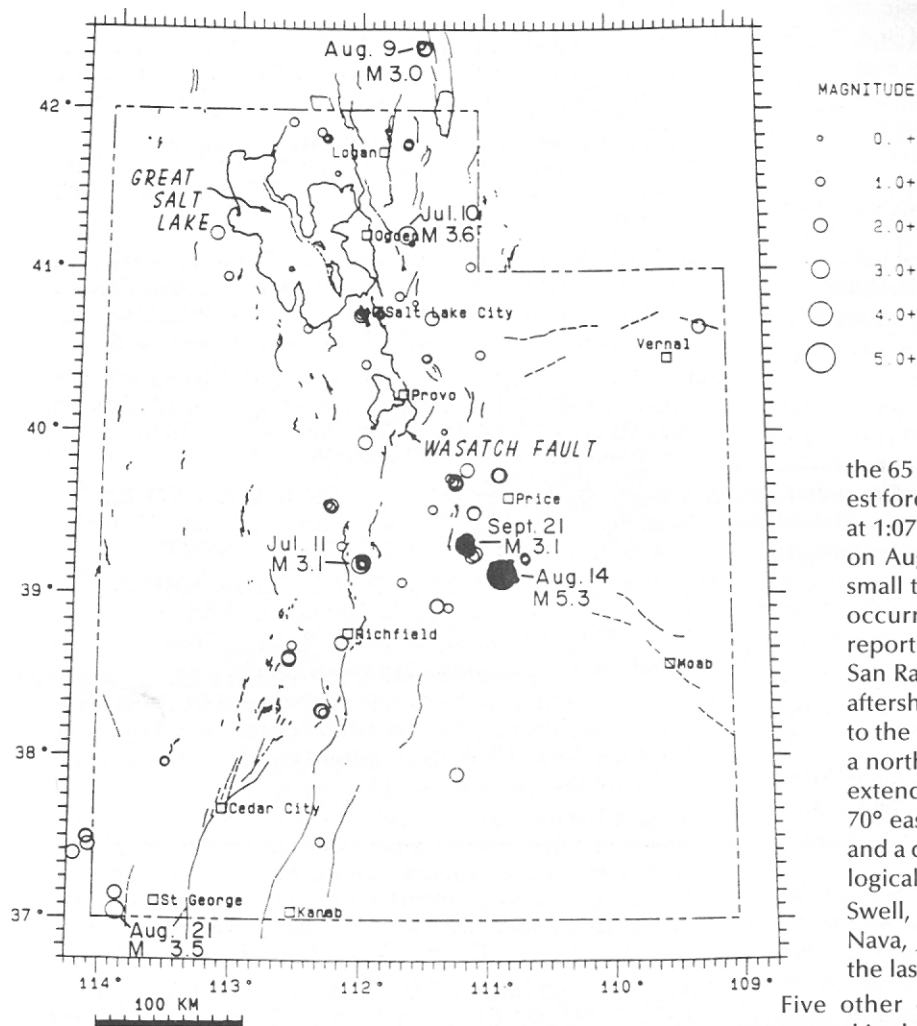 Aug. 9
M 3.0
42°
Logan
GREAT
SALT
LAKE
Jul. 10
M 3.6
Ogden
41°
Salt Lake City
Vernal
Provo
40°
WASATCH FAULT
Price
Sept. 21
M 3.1
Jul. 11
M 3.1
39°
Aug. 14
M 5.3
Richfield
Moab
38°
Cedar City
St George
Kanab
37°
Aug. 21
M 3.5
114°
113°
112°
111°
110°
109°
100 KM
MAGNITUDE
0. +
1.0+
2.0+
3.0+
4.0+
5.0+
the 65
est fore
at 1:07
on Aug
small t
occurr
report
San Ra
aftersh
to the
a north
extend
70° eas
and a c
logical
Swell,
Nava,
the las
Five other